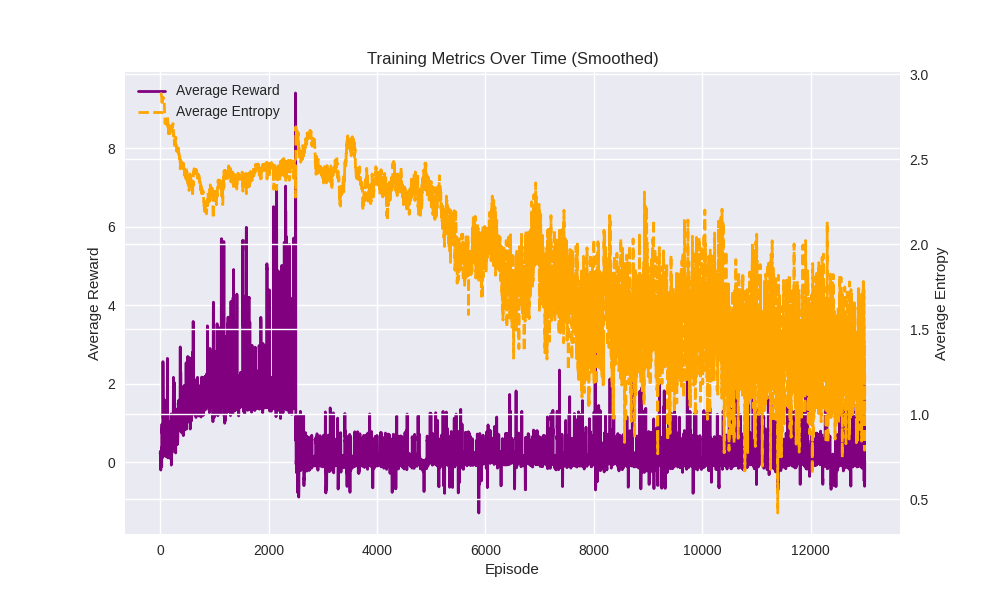 Training Metrics Over Time (Smoothed)
Average Reward
Average Entropy
8
6
4
2
0
Average Reward
3.0
2.5
2.0
1.5
1.0
0.5
Average Entropy
0 2000 4000 6000 8000 10000 12000
Episode